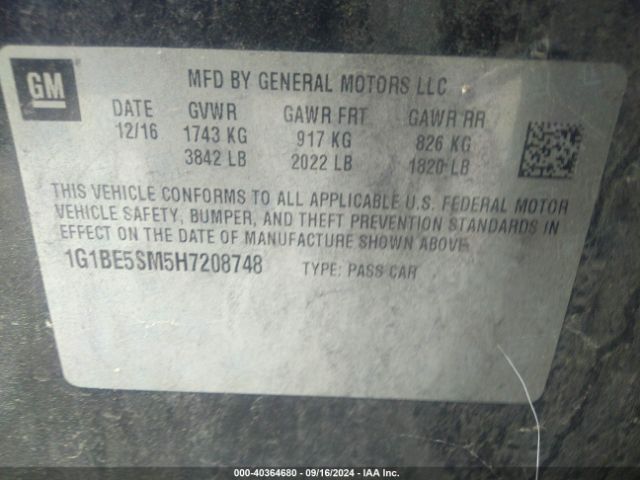 GM
MFD BY GENERAL MOTORS LLC
DATE GVWR GAWR FRT GAWR RR
12/16 1743 KG 917 KG 826 KG
3842 LB 2022 LB 1820 LB
THIS VEHICLE CONFORMS TO ALL APPLICABLE U.S. FEDERAL MOTOR
VEHICLE SAFETY, BUMPER, AND THEFT PREVENTION STANDARDS IN
EFFECT ON THE DATE OF MANUFACTURE SHOWN ABOVE.
1G1BE5SM5H7208748 TYPE: PASS CAR
000-40364680 - 09/16/2024 - IAA Inc.